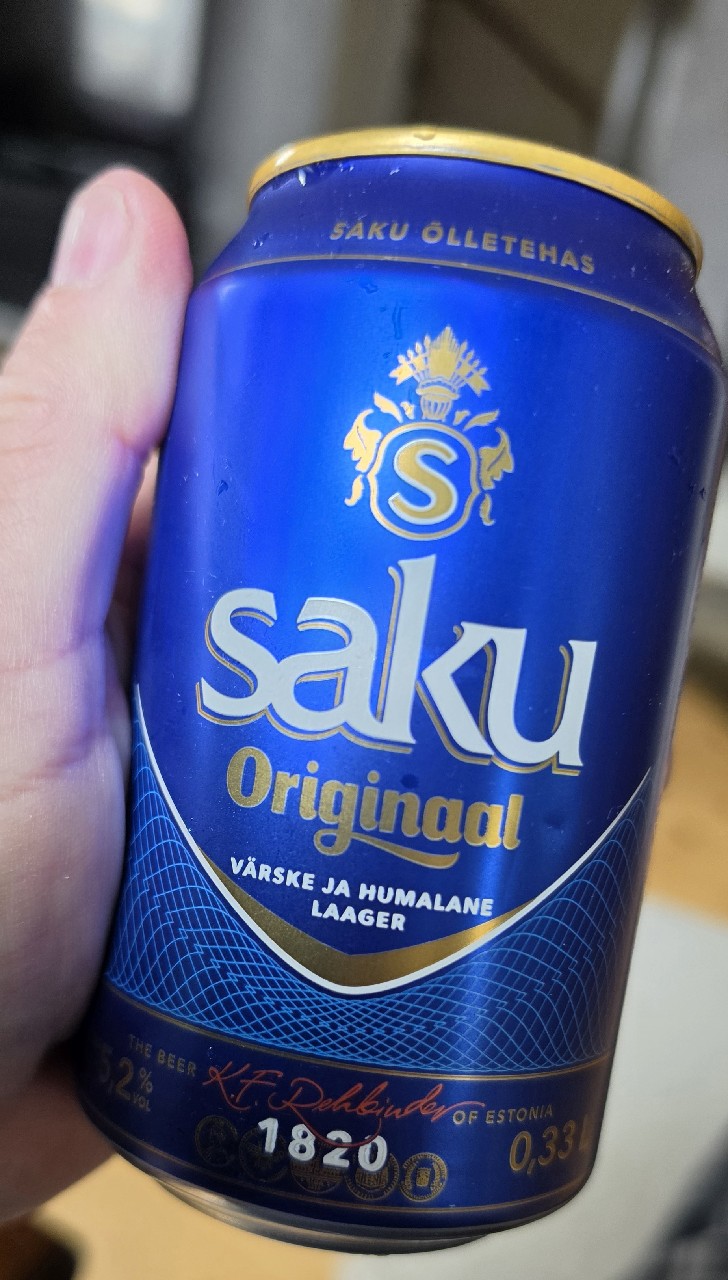 SAKU ÕLLETEHAS
S
saku
Originaal
VÄRSKE JA HUMALANE
LAAGER
THE BEER K.F. Rehbinder OF ESTONIA
5,2% VOL
1820
0,33 L